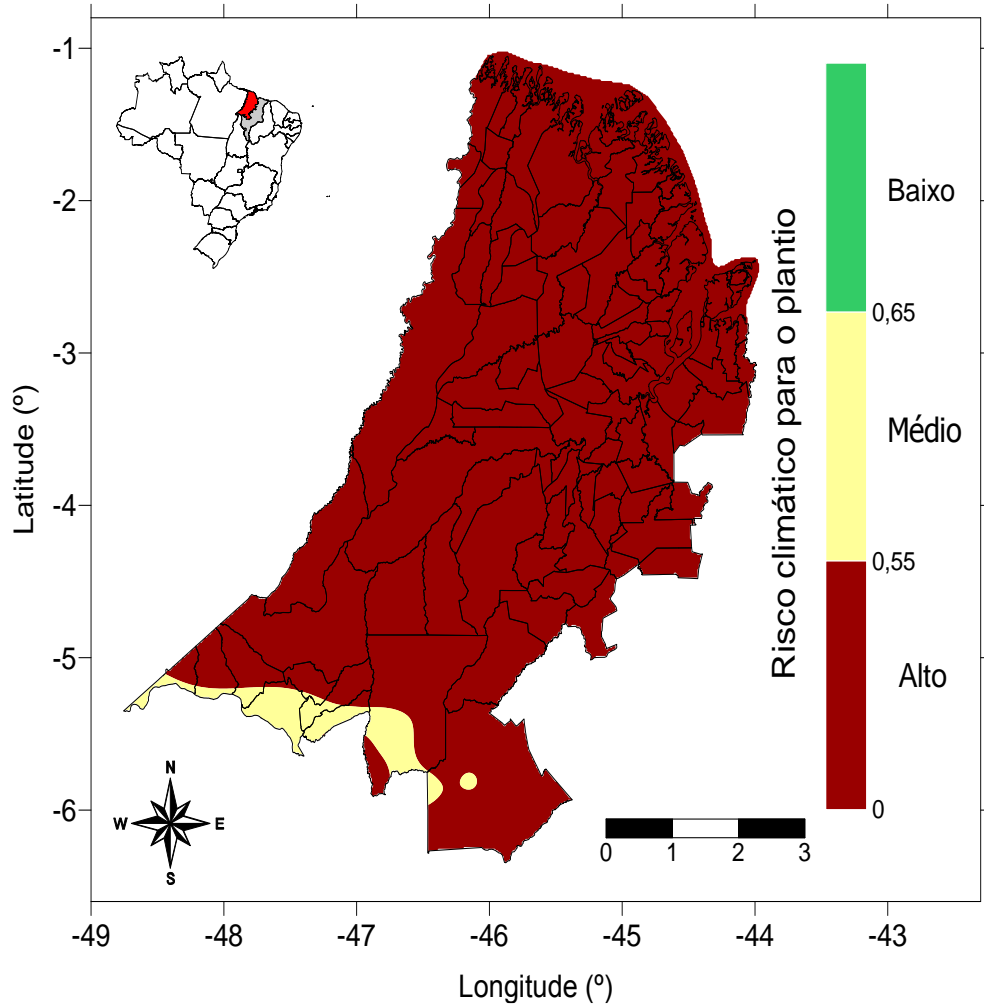 -1
-2
-3
-4
-5
-6
Latitude (º)
-49
-48
-47
-46
-45
-44
-43
Longitude (º)
N
W
E
S
0
1
2
3
Risco climático para o plantio
Baixo
0,65
Médio
0,55
Alto
0